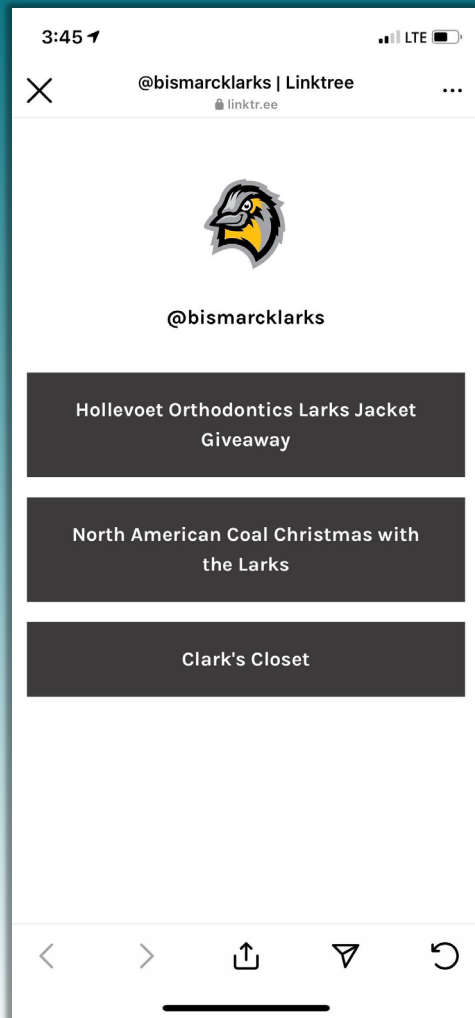 3:45
LTE
@bismarcklarks | Linktree
linktr.ee
@bismarcklarks
Hollevoet Orthodontics Larks Jacket
Giveaway
North American Coal Christmas with
the Larks
Clark's Closet